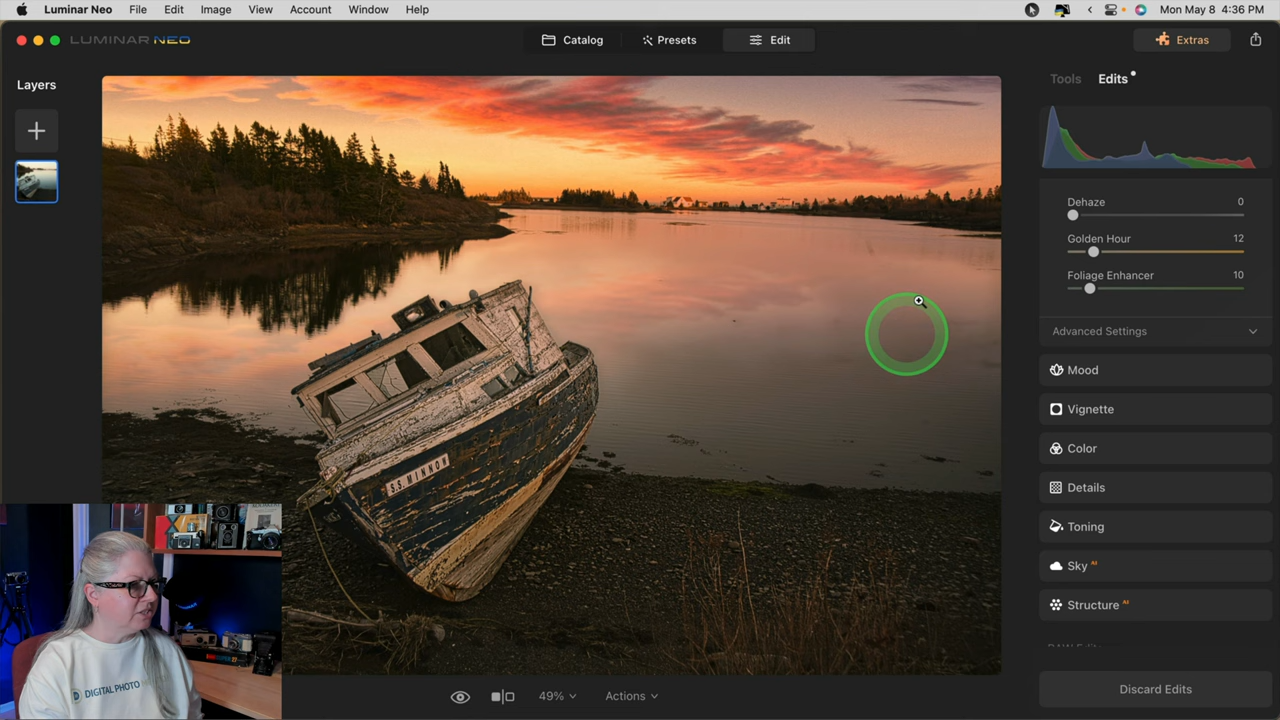 Luminar Neo File Edit Image View Account Window Help Mon May 8 4:36 PM
LUMINAR NEO Catalog Presets Edit Extras
Layers
Tools Edits
Dehaze 0
Golden Hour 12
Foliage Enhancer 10
Advanced Settings
Mood
Vignette
Color
Details
Toning
Sky AI
Structure AI
Discard Edits
S.S. MINNOW
DIGITAL PHOTO
49% Actions